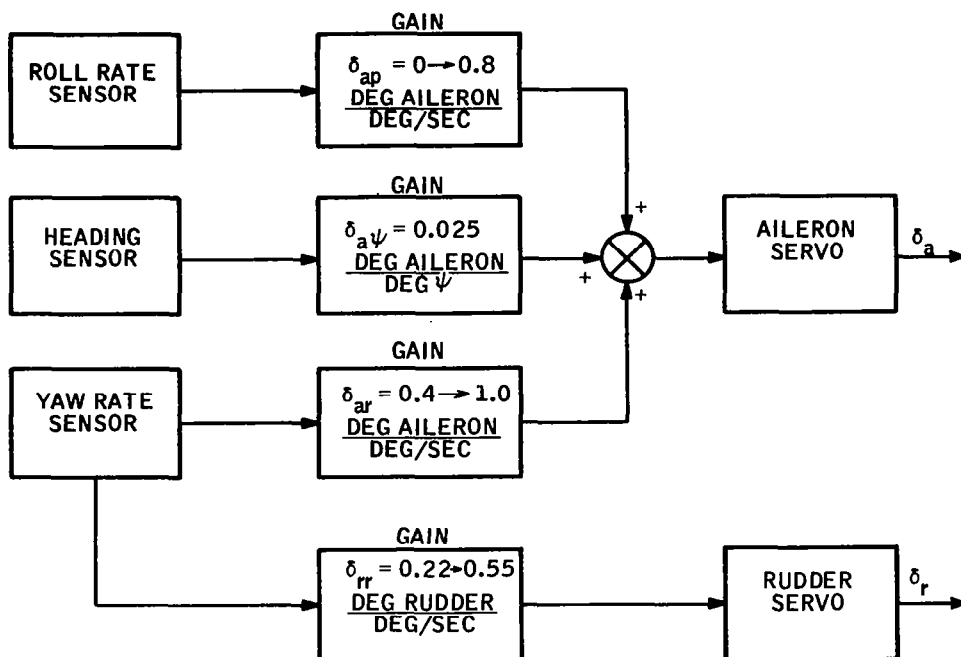 GAIN
ROLL RATE
SENSOR
δap = 0→0.8
DEG AILERON
DEG/SEC
+
GAIN
HEADING
SENSOR
δaψ = 0.025
DEG AILERON
DEG ψ
+
+
AILERON
SERVO
δa
GAIN
YAW RATE
SENSOR
δar = 0.4→1.0
DEG AILERON
DEG/SEC
GAIN
δrr = 0.22→0.55
DEG RUDDER
DEG/SEC
RUDDER
SERVO
δr